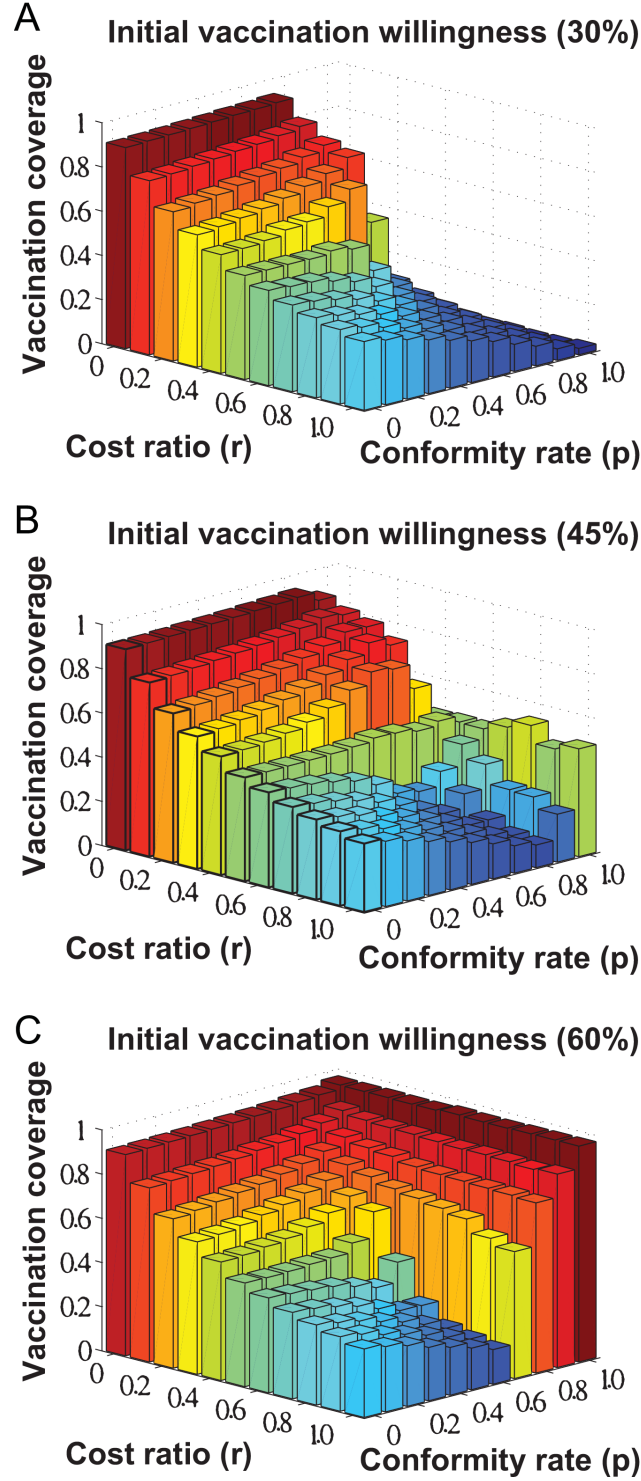 A
Initial vaccination willingness (30%)
Vaccination coverage
1
0.8
0.6
0.4
0.2
0
0 0.2 0.4 0.6 0.8 1.0
0 0.2 0.4 0.6 0.8 1.0
Cost ratio (r)
Conformity rate (p)
B
Initial vaccination willingness (45%)
Vaccination coverage
1
0.8
0.6
0.4
0.2
0
0 0.2 0.4 0.6 0.8 1.0
0 0.2 0.4 0.6 0.8 1.0
Cost ratio (r)
Conformity rate (p)
C
Initial vaccination willingness (60%)
Vaccination coverage
1
0.8
0.6
0.4
0.2
0
0 0.2 0.4 0.6 0.8 1.0
0 0.2 0.4 0.6 0.8 1.0
Cost ratio (r)
Conformity rate (p)